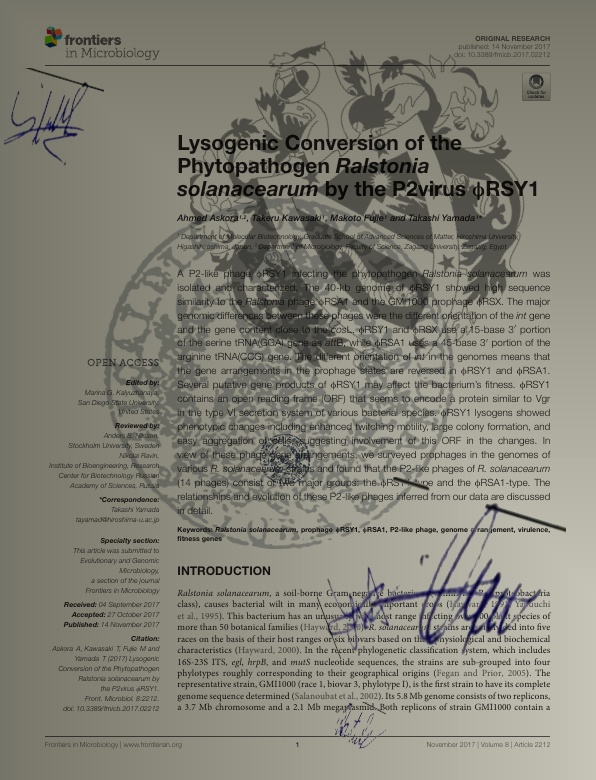 frontiers
in Microbiology
ORIGINAL RESEARCH
published: 14 November 2017
doi: 10.3389/fmicb.2017.02212
Check for
updates
Lysogenic Conversion of the
Phytopathogen Ralstonia
solanacearum by the P2virus ϕRSY1
Ahmed Askora¹,², Takeru Kawasaki¹, Makoto Fujie¹ and Takashi Yamada¹*
¹ Department of Molecular Biotechnology, Graduate School of Advanced Sciences of Matter, Hiroshima University,
Higashi-Hiroshima, Japan, ² Department of Microbiology, Faculty of Science, Zagazig University, Zagazig, Egypt
A P2-like phage ϕRSY1 infecting the phytopathogen Ralstonia solanacearum was
isolated and characterized. The 40-kb genome of ϕRSY1 showed high sequence
similarity to the Ralstonia phage ϕRSA1 and the GMI1000 prophage ϕRSX. The major
genomic differences between these phages were the different orientation of the int gene
and the gene content close to the cosL. ϕRSY1 and ϕRSX use a 15-base 3′ portion
of the serine tRNA(GGA) gene as attB, while ϕRSA1 uses a 45-base 3′ portion of the
arginine tRNA(CCG) gene. The different orientation of int in the genomes means that
the gene arrangements in the prophage states are reversed in ϕRSY1 and ϕRSA1.
Several putative gene products of ϕRSY1 may affect the bacterium's fitness. ϕRSY1
contains an open reading frame (ORF) that seems to encode a protein similar to Vgr
in the type VI secretion system of various bacterial species. ϕRSY1 lysogens showed
phenotypic changes including enhanced twitching motility, large colony formation, and
easy aggregation of cells, suggesting involvement of this ORF in the changes. In
view of these phage gene arrangements, we surveyed prophages in the genomes of
various R. solanacearum strains and found that the P2-like phages of R. solanacearum
(14 phages) consist of two major groups: the ϕRSY1-type and the ϕRSA1-type. The
relationships and evolution of these P2-like phages inferred from our data are discussed
in detail.
Keywords: Ralstonia solanacearum, prophage ϕRSY1, ϕRSA1, P2-like phage, genome arrangement, virulence,
fitness genes
OPEN ACCESS
Edited by:
Marina G. Kalyuzhanaya,
San Diego State University,
United States
Reviewed by:
Anders S. Nilsson,
Stockholm University, Sweden
Nikolai Ravin,
Institute of Bioengineering, Research
Center for Biotechnology Russian
Academy of Sciences, Russia
*Correspondence:
Takashi Yamada
tayamad@hiroshima-u.ac.jp
Specialty section:
This article was submitted to
Evolutionary and Genomic
Microbiology,
a section of the journal
Frontiers in Microbiology
Received: 04 September 2017
Accepted: 27 October 2017
Published: 14 November 2017
Citation:
Askora A, Kawasaki T, Fujie M and
Yamada T (2017) Lysogenic
Conversion of the Phytopathogen
Ralstonia solanacearum by
the P2virus ϕRSY1.
Front. Microbiol. 8:2212.
doi: 10.3389/fmicb.2017.02212
INTRODUCTION
Ralstonia solanacearum, a soil-borne Gram-negative bacterium
class), causes bacterial wilt in many economically important crops (Hayward,
et al., 1995). This bacterium has an unusually host range affecting species of
more than 50 botanical families (Hayward, R. solanacearum strains are into five
races on the basis of their host ranges or six biovars based on physiological and biochemical
characteristics (Hayward, 2000). In the recent phylogenetic classification system, which includes
16S-23S ITS, egl, hrpB, and mutS nucleotide sequences, the strains are sub-grouped into four
phylotypes roughly corresponding to their geographical origins (Fegan and Prior, 2005). The
representative strain, GMI1000 (race 1, biovar 3, phylotype I), is the first strain to have its complete
genome sequence determined (Salanoubat et al., 2002). Its 5.8 Mb genome consists of two replicons,
a 3.7 Mb chromosome and a 2.1 Mb megaplasmid. Both replicons of strain GMI1000 contain a
Frontiers in Microbiology | www.frontiersin.org
1
November 2017 | Volume 8 | Article 2212